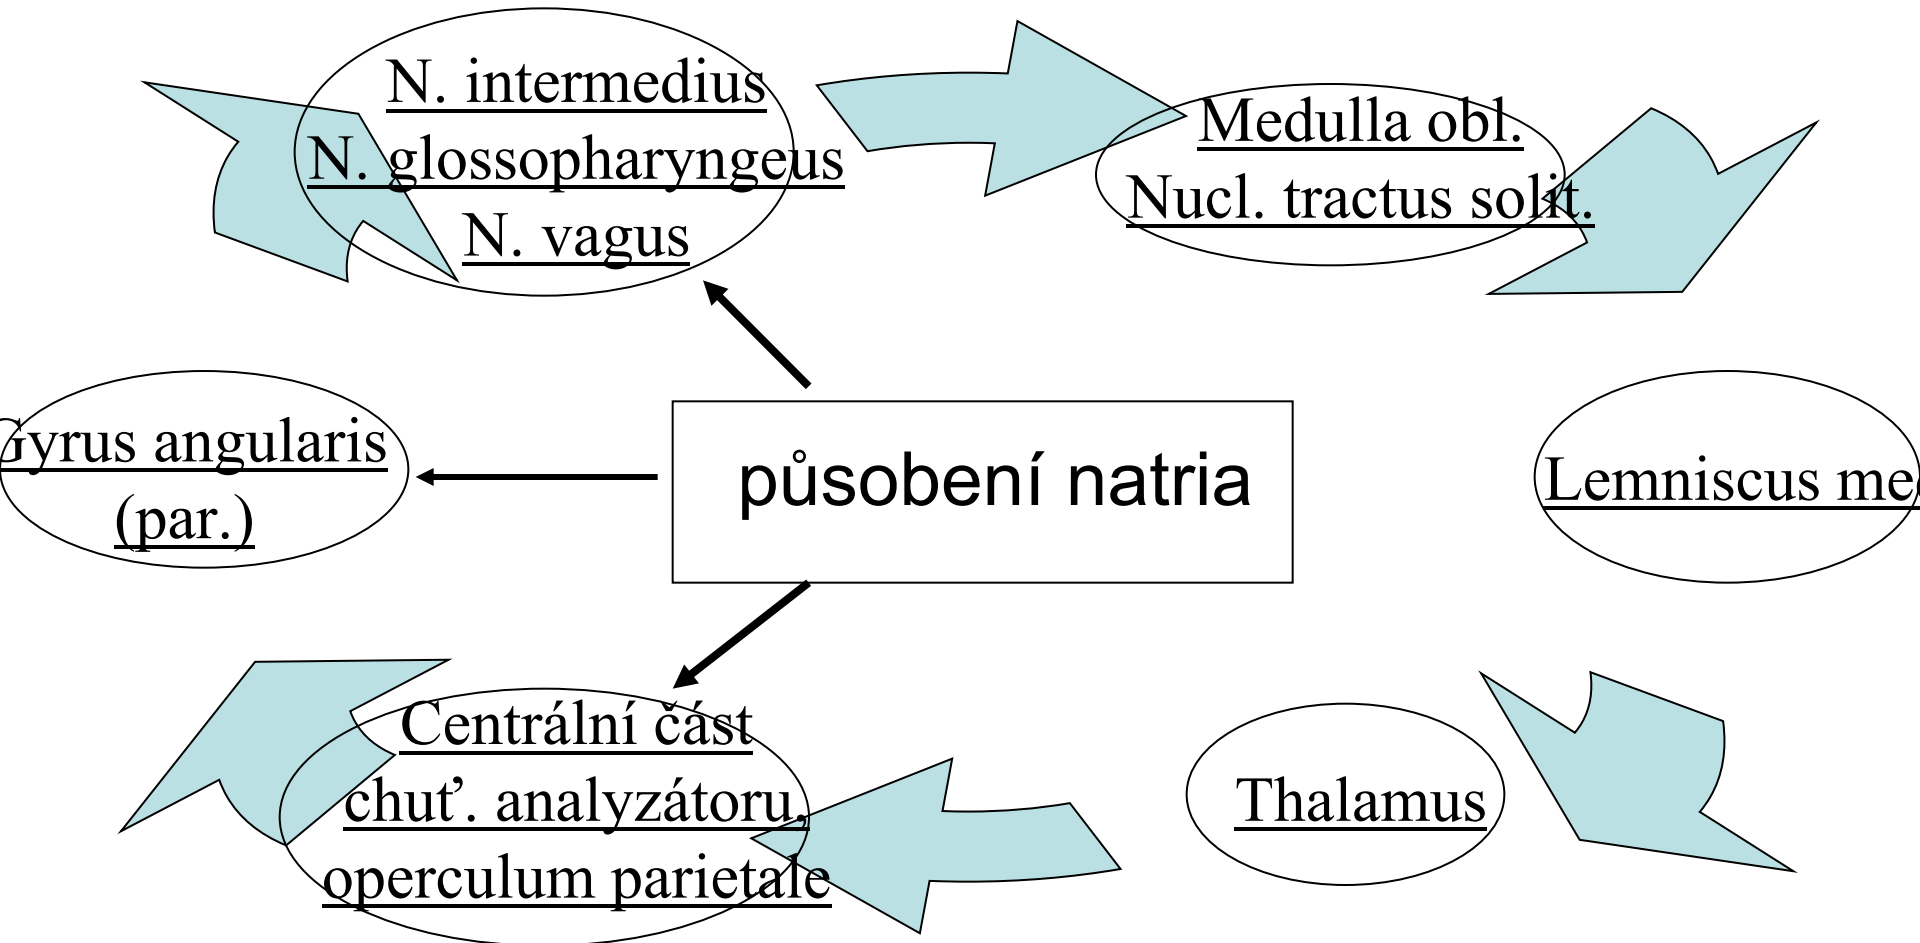 N. intermedius
N. glossopharyngeus
N. vagus
Medulla obl.
Nucl. tractus solit.
Gyrus angularis
(par.)
působení natria
Lemniscus med
Centrální část
chuť. analyzátoru,
operculum parietale
Thalamus